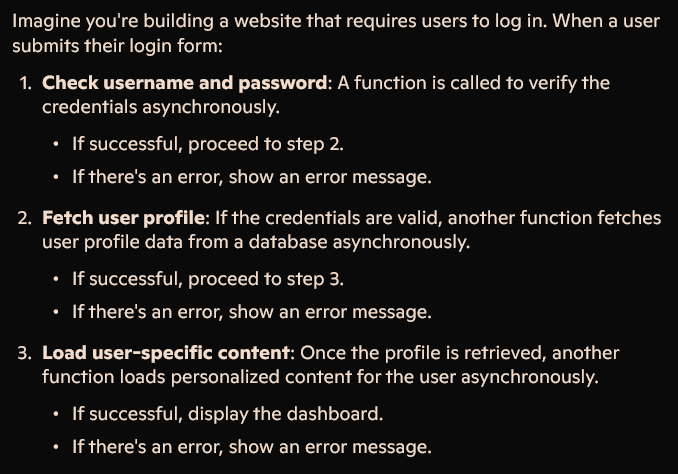 Imagine you're building a website that requires users to log in. When a user
submits their login form:
1. Check username and password: A function is called to verify the
credentials asynchronously.
• If successful, proceed to step 2.
• If there's an error, show an error message.
2. Fetch user profile: If the credentials are valid, another function fetches
user profile data from a database asynchronously.
• If successful, proceed to step 3.
• If there's an error, show an error message.
3. Load user-specific content: Once the profile is retrieved, another
function loads personalized content for the user asynchronously.
• If successful, display the dashboard.
• If there's an error, show an error message.